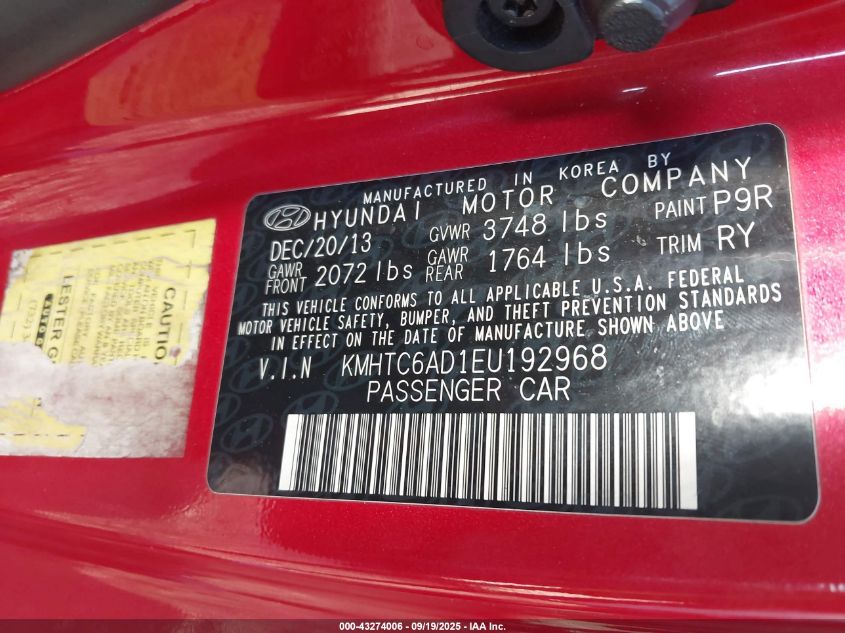 MANUFACTURED IN KOREA BY
HYUNDAI MOTOR COMPANY
DEC/20/13 GVWR 3748 lbs PAINT P9R
GAWR FRONT 2072 lbs GAWR REAR 1764 lbs TRIM RY
THIS VEHICLE CONFORMS TO ALL APPLICABLE U.S.A. FEDERAL
MOTOR VEHICLE SAFETY, BUMPER, AND THEFT PREVENTION STANDARDS
IN EFFECT ON THE DATE OF MANUFACTURE SHOWN ABOVE
V.I.N KMHTC6AD1EU192968
PASSENGER CAR
CAUTION
LESTER G
000-43274006 - 09/19/2025 - IAA Inc.